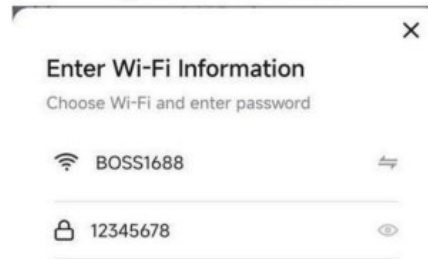 Enter Wi-Fi Information
Choose Wi-Fi and enter password
BOSS1688
12345678